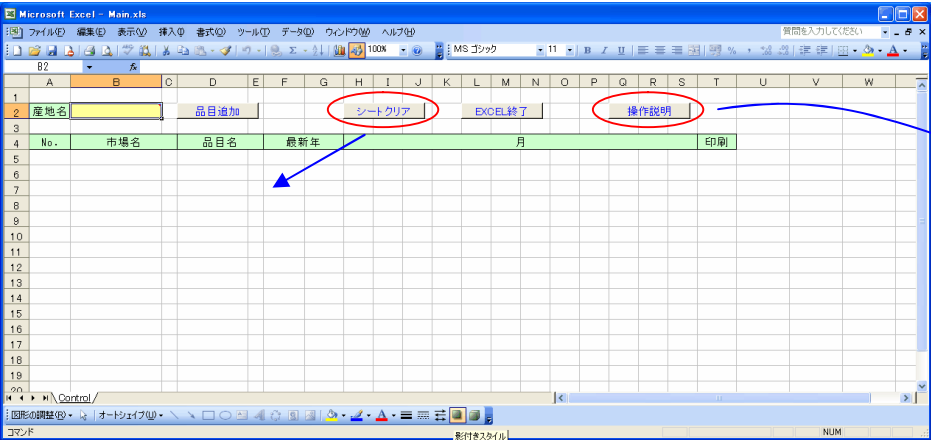 Microsoft Excel - Main.xls
ファイル(F) 編集(E) 表示(V) 挿入(I) 書式(O) ツール(T) データ(D) ウィンドウ(W) ヘルプ(H) 質問を入力してください
100% MS ゴシック 11 B I U
B2 fx
A B C D E F G H I J K L M N O P Q R S T U V W
1
2 産地名 品目追加 シートクリア EXCEL終了 操作説明
3
4 No. 市場名 品目名 最新年 月 印刷
5
6
7
8
9
10
11
12
13
14
15
16
17
18
19
20
Control
図形の調整(R) オートシェイプ(U)
コマンド NUM
影付きスタイル